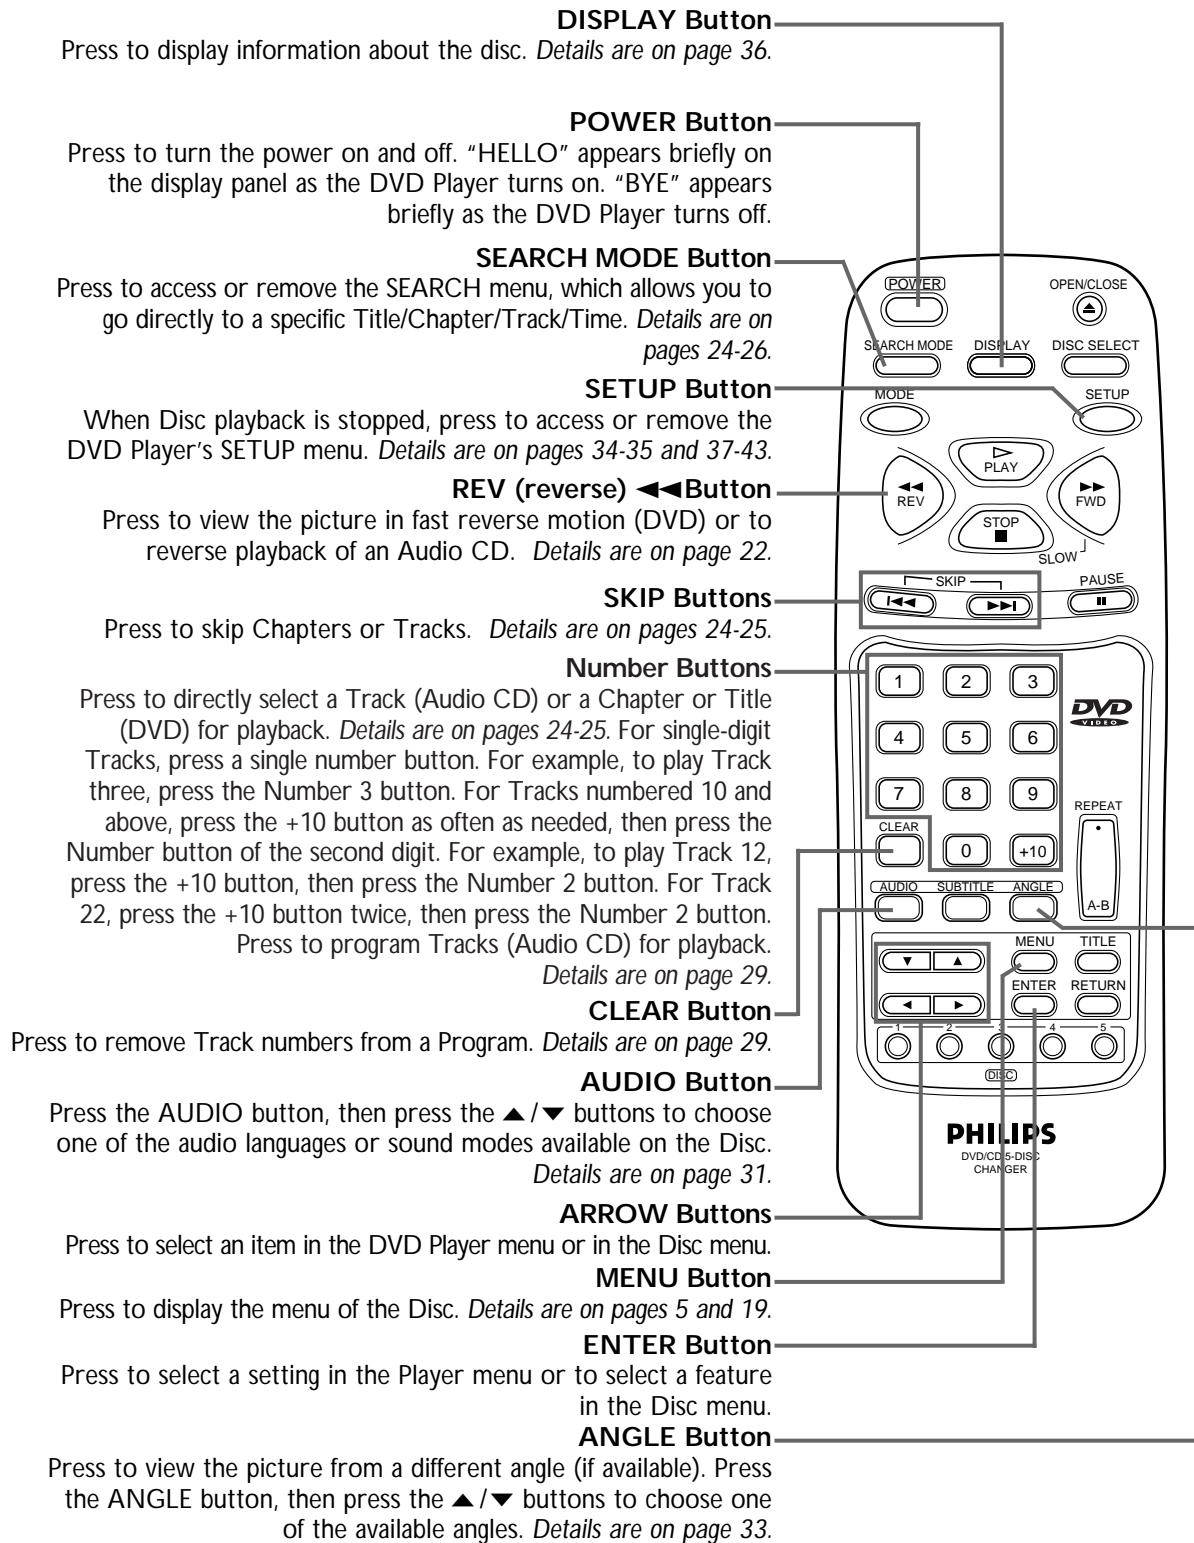 DISPLAY Button
Press to display information about the disc. Details are on page 36.
POWER Button
Press to turn the power on and off. “HELLO” appears briefly on
the display panel as the DVD Player turns on. “BYE” appears
briefly as the DVD Player turns off.
SEARCH MODE Button
Press to access or remove the SEARCH menu, which allows you to
go directly to a specific Title/Chapter/Track/Time. Details are on
pages 24-26.
SETUP Button
When Disc playback is stopped, press to access or remove the
DVD Player’s SETUP menu. Details are on pages 34-35 and 37-43.
REV (reverse) ◄◄ Button
Press to view the picture in fast reverse motion (DVD) or to
reverse playback of an Audio CD. Details are on page 22.
SKIP Buttons
Press to skip Chapters or Tracks. Details are on pages 24-25.
Number Buttons
Press to directly select a Track (Audio CD) or a Chapter or Title
(DVD) for playback. Details are on pages 24-25. For single-digit
Tracks, press a single number button. For example, to play Track
three, press the Number 3 button. For Tracks numbered 10 and
above, press the +10 button as often as needed, then press the
Number button of the second digit. For example, to play Track 12,
press the +10 button, then press the Number 2 button. For Track
22, press the +10 button twice, then press the Number 2 button.
Press to program Tracks (Audio CD) for playback.
Details are on page 29.
CLEAR Button
Press to remove Track numbers from a Program. Details are on page 29.
AUDIO Button
Press the AUDIO button, then press the ▲/▼ buttons to choose
one of the audio languages or sound modes available on the Disc.
Details are on page 31.
ARROW Buttons
Press to select an item in the DVD Player menu or in the Disc menu.
MENU Button
Press to display the menu of the Disc. Details are on pages 5 and 19.
ENTER Button
Press to select a setting in the Player menu or to select a feature
in the Disc menu.
ANGLE Button
Press to view the picture from a different angle (if available). Press
the ANGLE button, then press the ▲/▼ buttons to choose one
of the available angles. Details are on page 33.
POWER OPEN/CLOSE
SEARCH MODE DISPLAY DISC SELECT
MODE SETUP
PLAY
REV FWD
STOP
SLOW
SKIP PAUSE
1 2 3
DVD
VIDEO
4 5 6
7 8 9
REPEAT
CLEAR
0 +10
A-B
AUDIO SUBTITLE ANGLE
MENU TITLE
ENTER RETURN
1 2 3 4 5
DISC
PHILIPS
DVD/CD 5-DISC
CHANGER